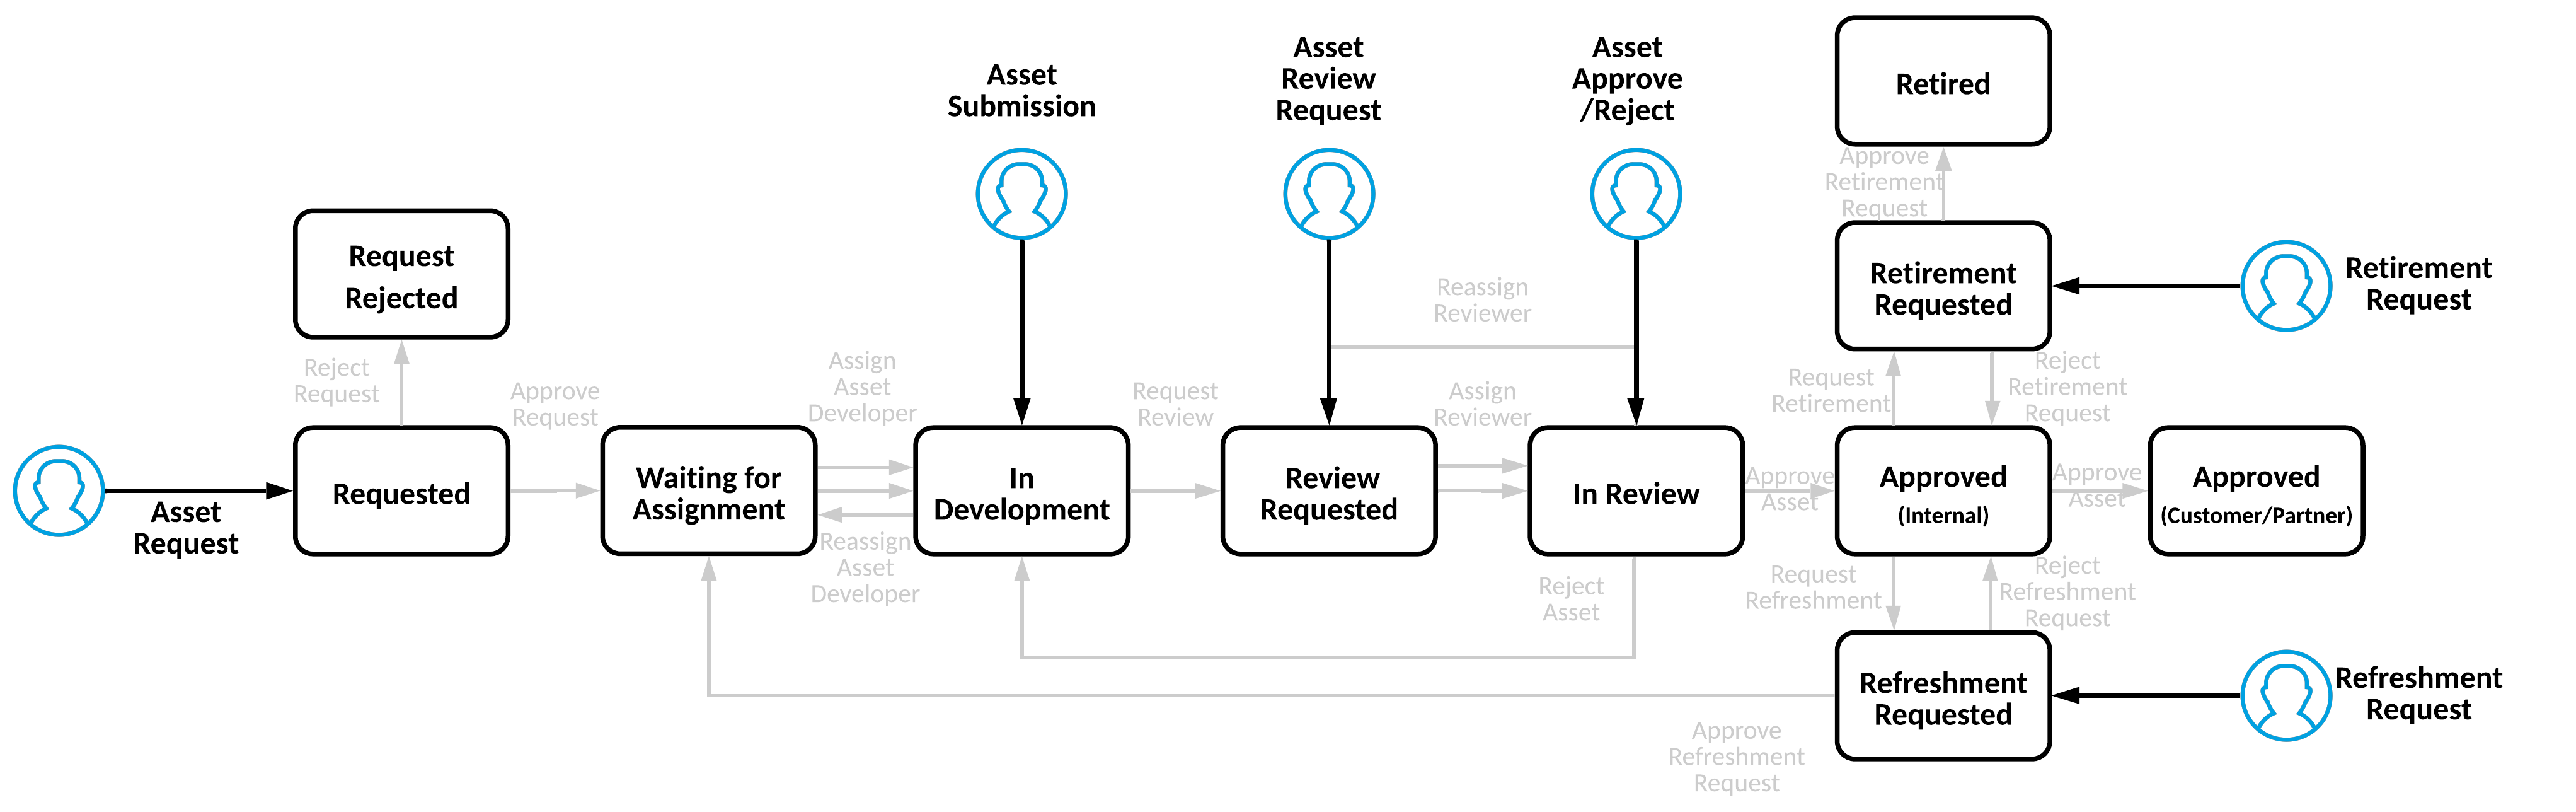 Asset
Request
Request
Rejected
Reject
Request
Requested
Approve
Request
Waiting for
Assignment
Assign
Asset
Developer
Reassign
Asset
Developer
Asset
Submission
In
Development
Request
Review
Asset
Review
Request
Review
Requested
Reassign
Reviewer
Assign
Reviewer
Asset
Approve
/Reject
In Review
Reject
Asset
Approve
Asset
Retired
Approve
Retirement
Request
Retirement
Requested
Retirement
Request
Request
Retirement
Reject
Retirement
Request
Approved
(Internal)
Approve
Asset
Approved
(Customer/Partner)
Request
Refreshment
Reject
Refreshment
Request
Refreshment
Requested
Refreshment
Request
Approve
Refreshment
Request